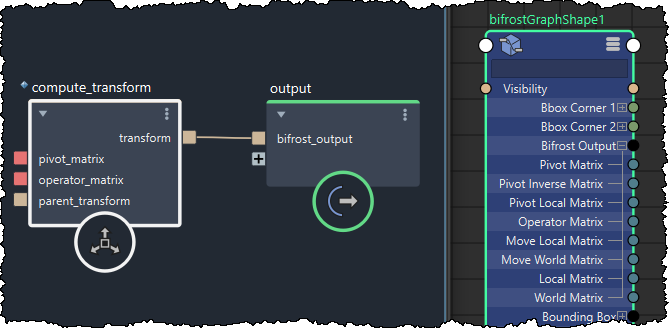 compute_transform
transform
pivot_matrix
operator_matrix
parent_transform
output
bifrost_output
bifrostGraphShape1
Visibility
Bbox Corner 1
Bbox Corner 2
Bifrost Output
Pivot Matrix
Pivot Inverse Matrix
Pivot Local Matrix
Operator Matrix
Move Local Matrix
Move World Matrix
Local Matrix
World Matrix
Bounding Box